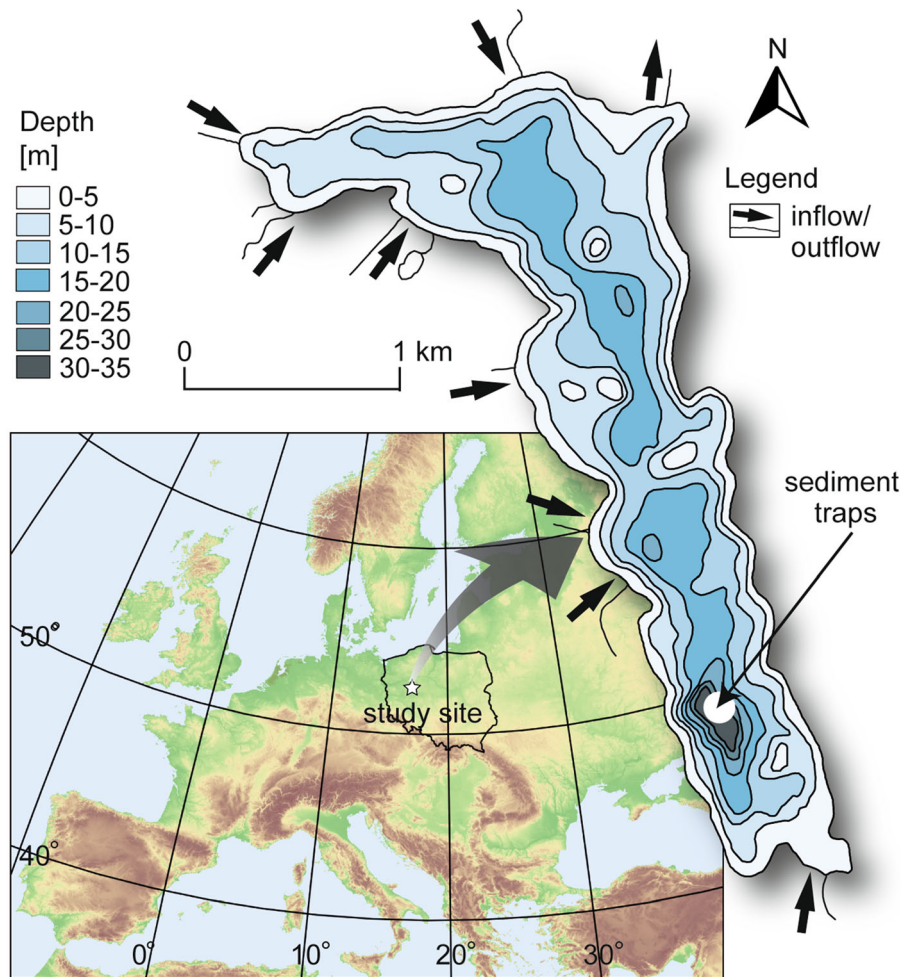 N
Depth
[m]
0-5
5-10
10-15
15-20
20-25
25-30
30-35
Legend
inflow/
outflow
0
1 km
sediment
traps
50°
study site
40°
0°
10°
20°
30°